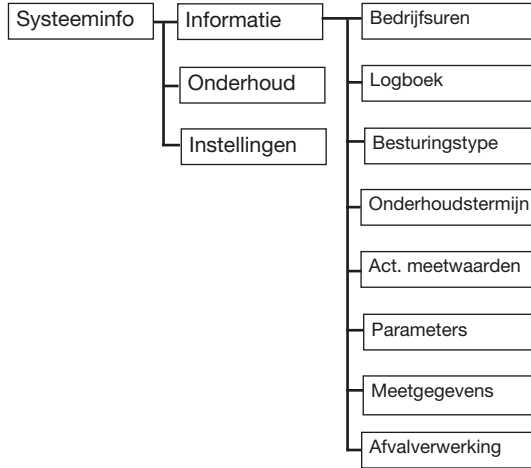 Systeeminfo
Informatie
Bedrijfsuren
Onderhoud
Logboek
Instellingen
Besturingstype
Onderhoudstermijn
Act. meetwaarden
Parameters
Meetgegevens
Afvalverwerking